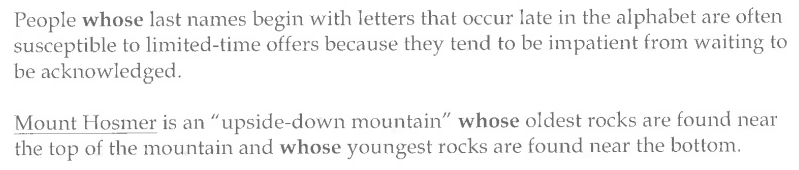 People whose last names begin with letters that occur late in the alphabet are often
susceptible to limited-time offers because they tend to be impatient from waiting to
be acknowledged.
Mount Hosmer is an “upside-down mountain” whose oldest rocks are found near
the top of the mountain and whose youngest rocks are found near the bottom.